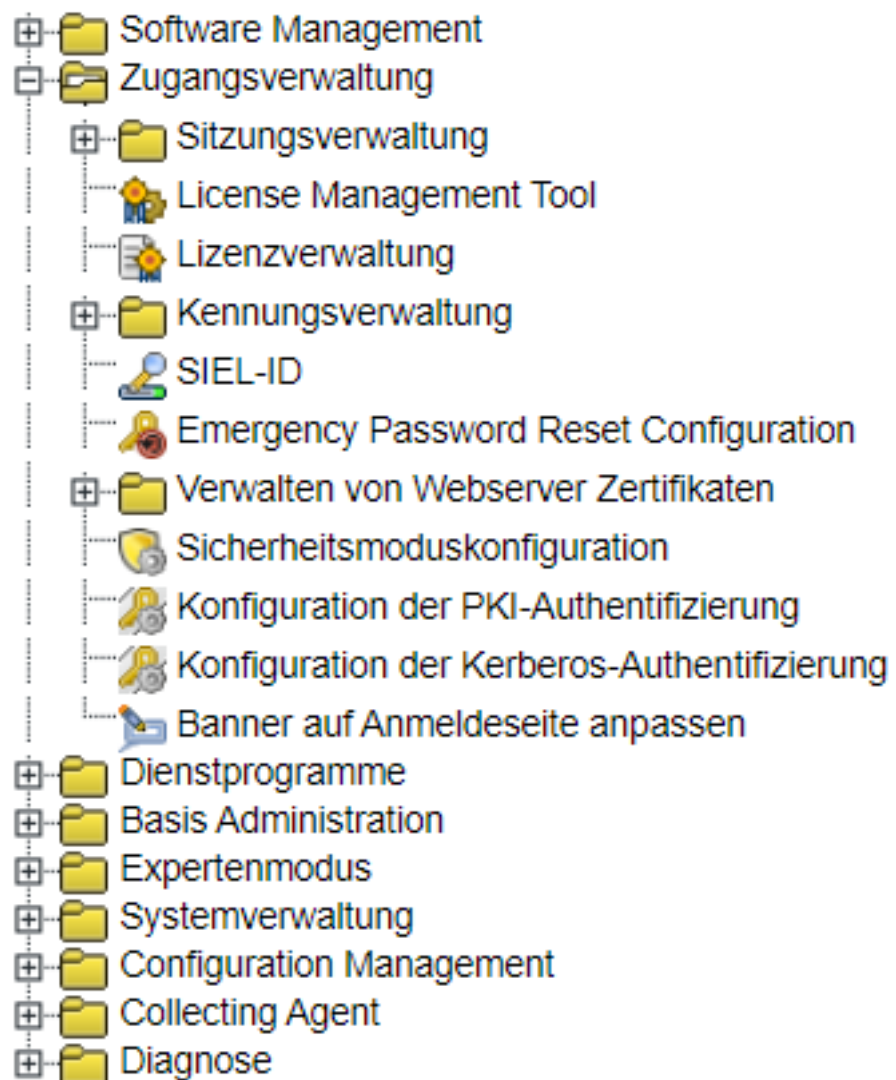 Software Management
Zugangsverwaltung
Sitzungsverwaltung
License Management Tool
Lizenzverwaltung
Kennungsverwaltung
SIEL-ID
Emergency Password Reset Configuration
Verwalten von Webserver Zertifikaten
Sicherheitsmoduskonfiguration
Konfiguration der PKI-Authentifizierung
Konfiguration der Kerberos-Authentifizierung
Banner auf Anmeldeseite anpassen
Dienstprogramme
Basis Administration
Expertenmodus
Systemverwaltung
Configuration Management
Collecting Agent
Diagnose